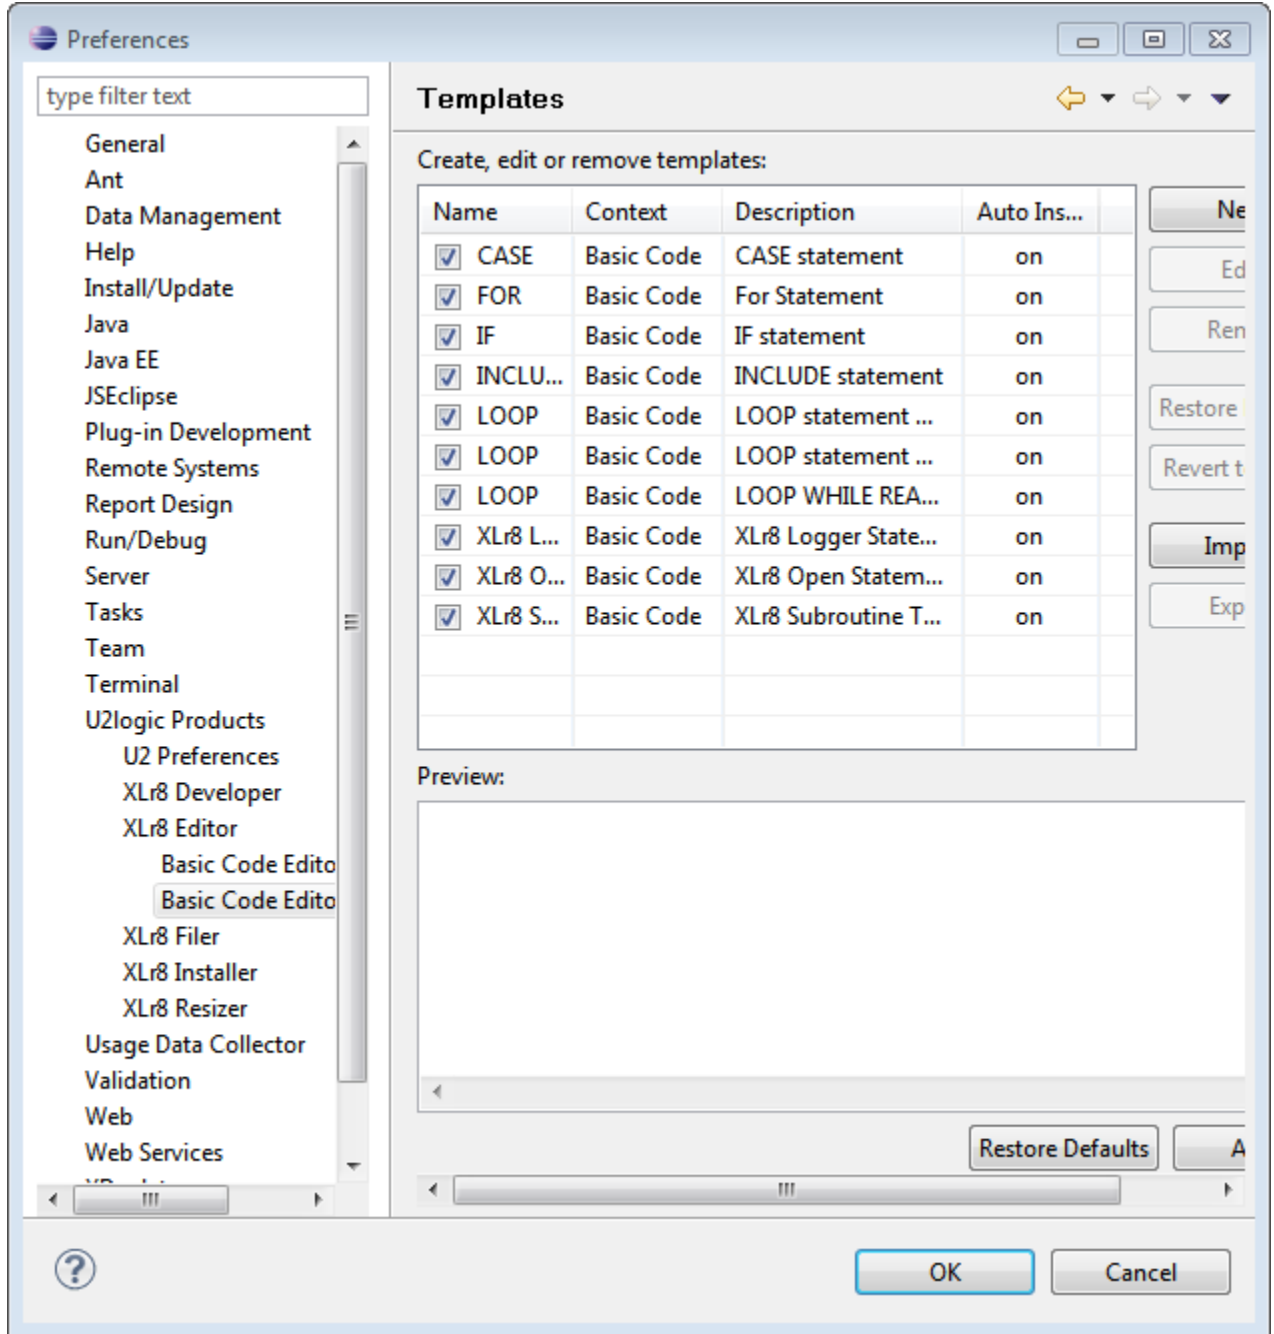 Preferences
type filter text
General
Ant
Data Management
Help
Install/Update
Java
Java EE
JSEclipse
Plug-in Development
Remote Systems
Report Design
Run/Debug
Server
Tasks
Team
Terminal
U2logic Products
U2 Preferences
XLr8 Developer
XLr8 Editor
Basic Code Edito
Basic Code Edito
XLr8 Filer
XLr8 Installer
XLr8 Resizer
Usage Data Collector
Validation
Web
Web Services
Templates
Create, edit or remove templates:
Name Context Description Auto Ins...
CASE Basic Code CASE statement on
FOR Basic Code For Statement on
IF Basic Code IF statement on
INCLU... Basic Code INCLUDE statement on
LOOP Basic Code LOOP statement ... on
LOOP Basic Code LOOP statement ... on
LOOP Basic Code LOOP WHILE REA... on
XLr8 L... Basic Code XLr8 Logger State... on
XLr8 O... Basic Code XLr8 Open Statem... on
XLr8 S... Basic Code XLr8 Subroutine T... on
Ne
Ed
Ren
Restore
Revert t
Imp
Exp
Preview:
Restore Defaults A
OK Cancel